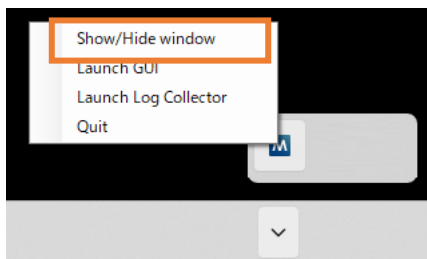 Show/Hide window
Launch GUI
Launch Log Collector
Quit
M